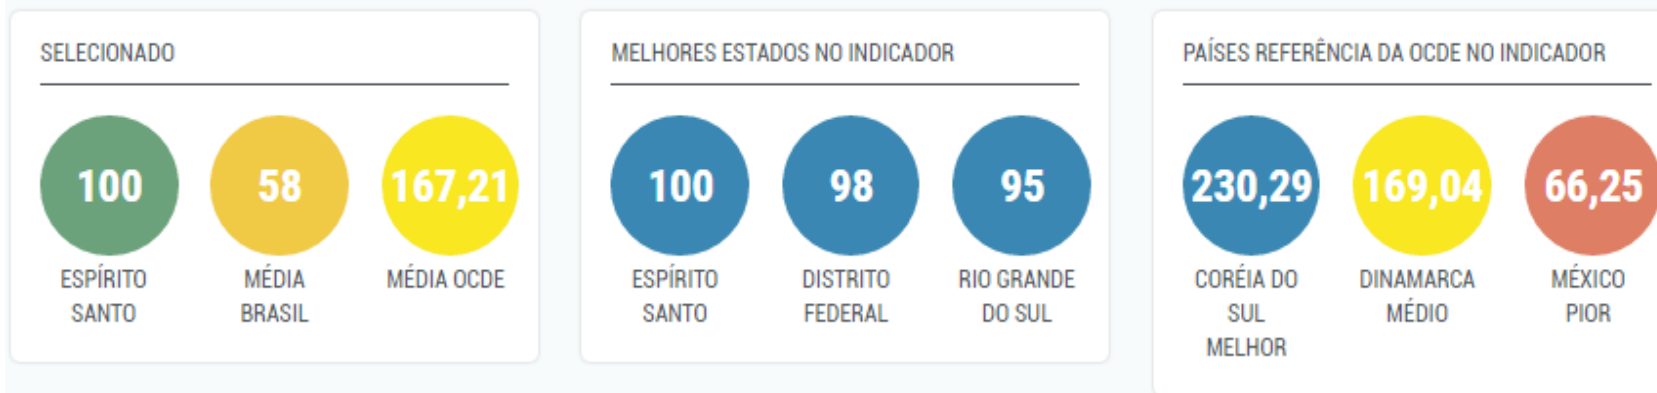 SELECIONADO
100
58
167,21
ESPÍRITO
SANTO
MÉDIA
BRASIL
MÉDIA OCDE
MELHORES ESTADOS NO INDICADOR
100
98
95
ESPÍRITO
SANTO
DISTRITO
FEDERAL
RIO GRANDE
DO SUL
PAÍSES REFERÊNCIA DA OCDE NO INDICADOR
230,29
169,04
66,25
CORÉIA DO
SUL
MELHOR
DINAMARCA
MÉDIO
MÉXICO
PIOR